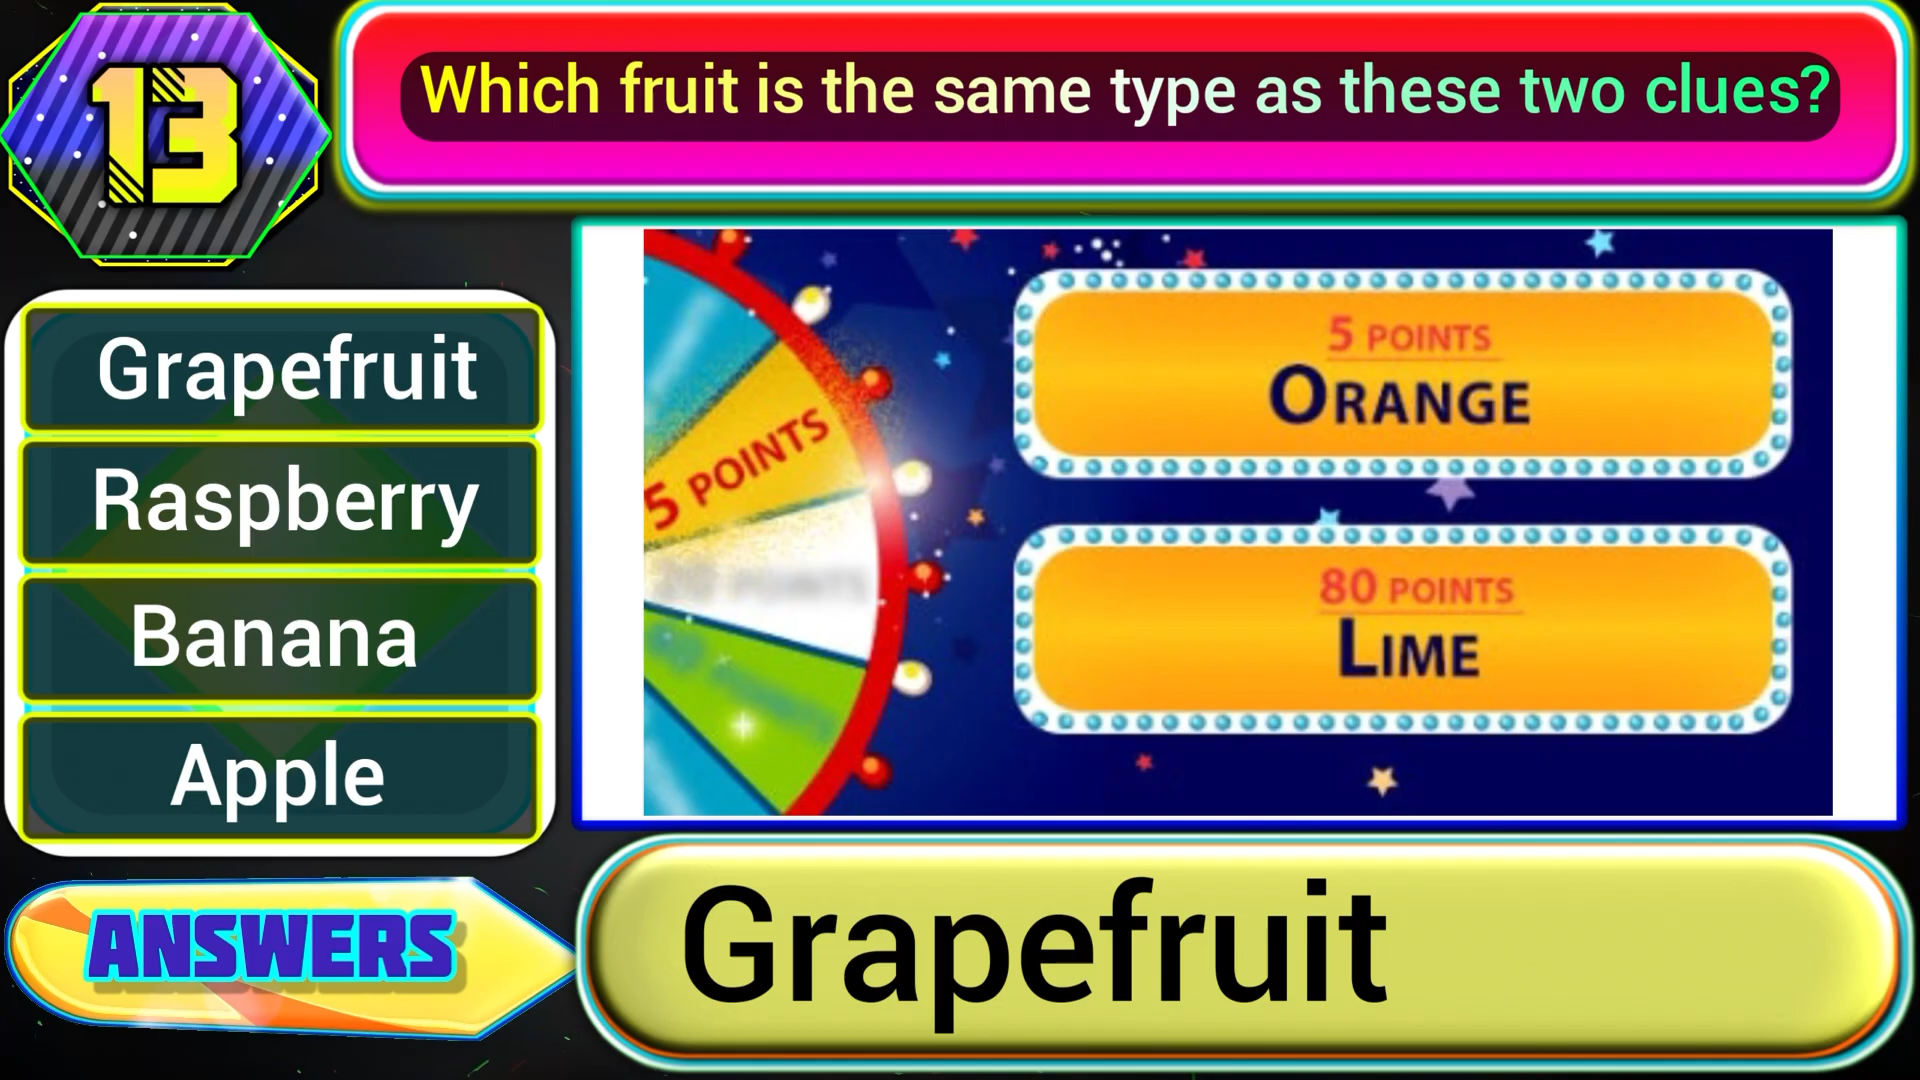 13
Which fruit is the same type as these two clues?
Grapefruit
Raspberry
Banana
Apple
5 POINTS
5 POINTS
ORANGE
80 POINTS
LIME
ANSWERS
Grapefruit